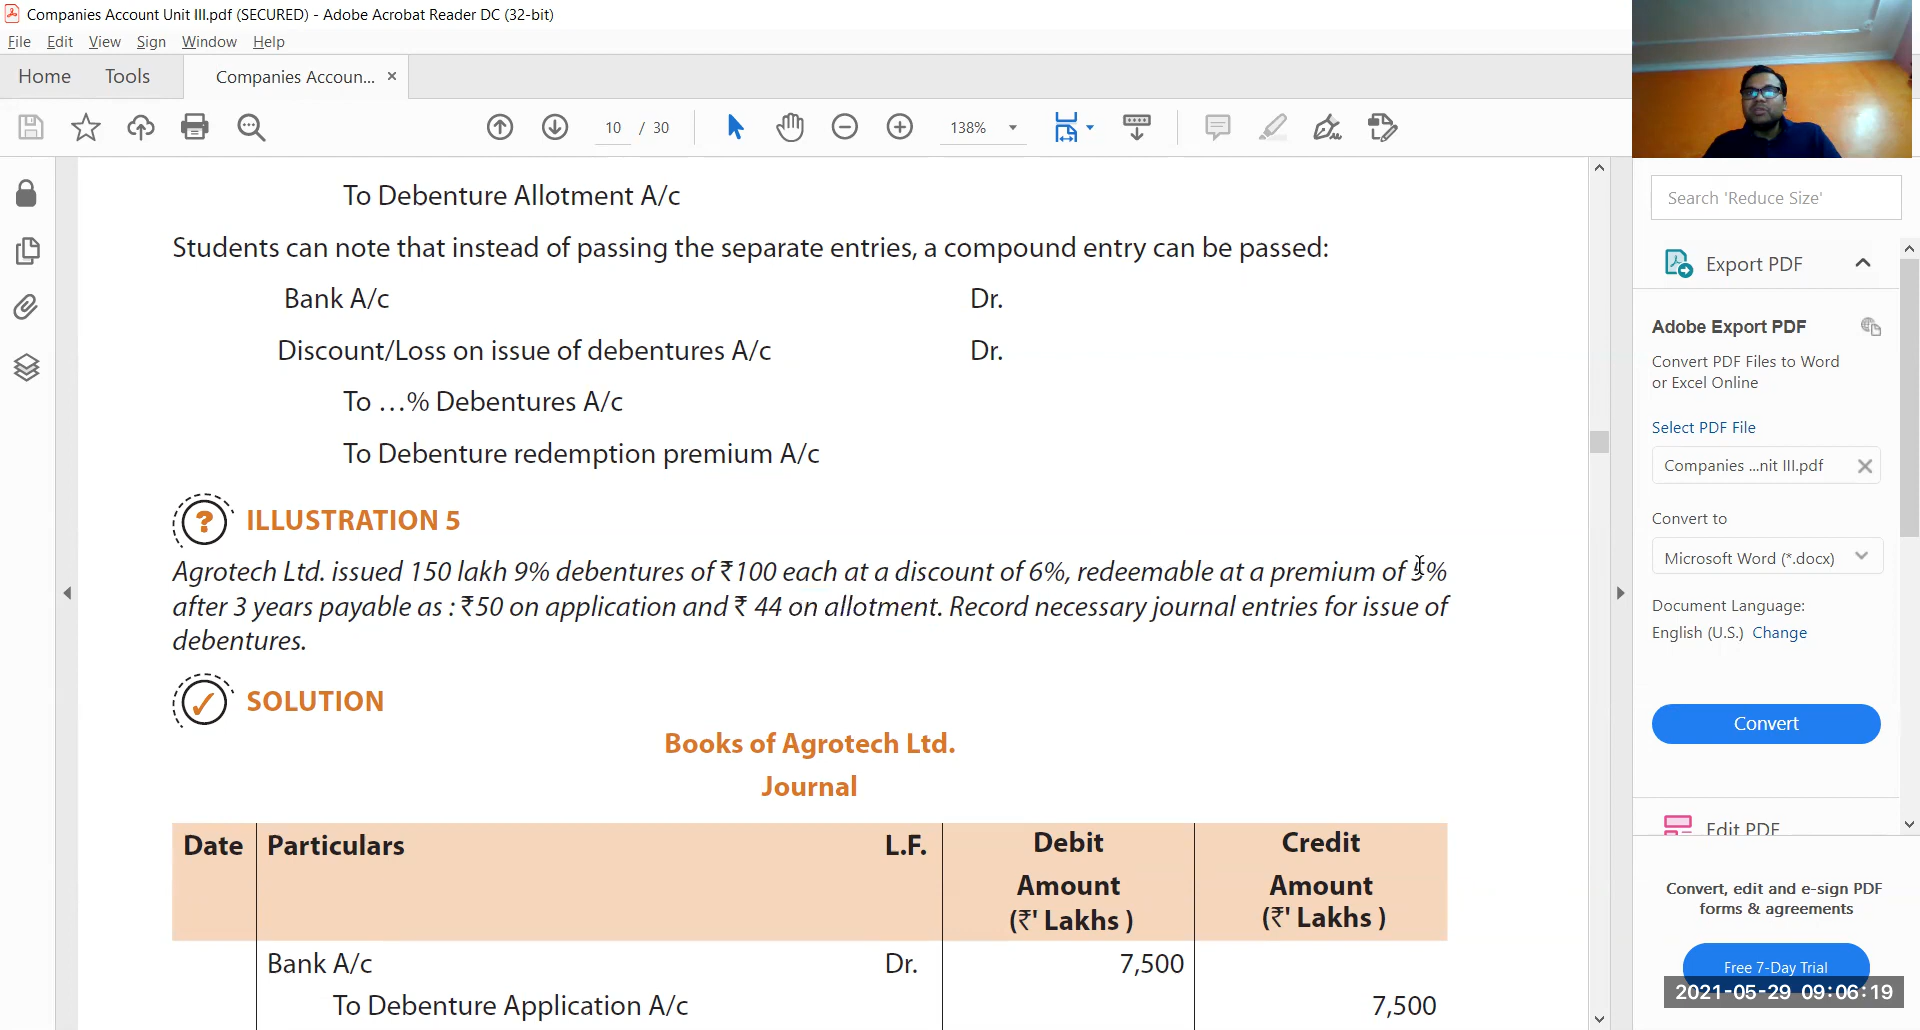 Companies Account Unit III.pdf (SECURED) - Adobe Acrobat Reader DC (32-bit)
File Edit View Sign Window Help
Home Tools Companies Accoun... ×
10 / 30 138%
To Debenture Allotment A/c
Students can note that instead of passing the separate entries, a compound entry can be passed:
Bank A/c Dr.
Discount/Loss on issue of debentures A/c Dr.
To ...% Debentures A/c
To Debenture redemption premium A/c
? ILLUSTRATION 5
Agrotech Ltd. issued 150 lakh 9% debentures of ₹100 each at a discount of 6%, redeemable at a premium of
after 3 years payable as : ₹50 on application and ₹ 44 on allotment. Record necessary journal entries for issue of
debentures.
SOLUTION
Books of Agrotech Ltd.
Journal
Date Particulars L.F. Debit Amount (₹' Lakhs ) Credit Amount (₹' Lakhs )
Bank A/c Dr. 7,500
To Debenture Application A/c 7,500
Search 'Reduce Size'
Export PDF
Adobe Export PDF
Convert PDF Files to Word
or Excel Online
Select PDF File
Companies ...nit III.pdf
Convert to
Microsoft Word (*.docx)
Document Language:
English (U.S.) Change
Convert
Edit PDF
Convert, edit and e-sign PDF
forms & agreements
Free 7-Day Trial
2021-05-29 09:06:19